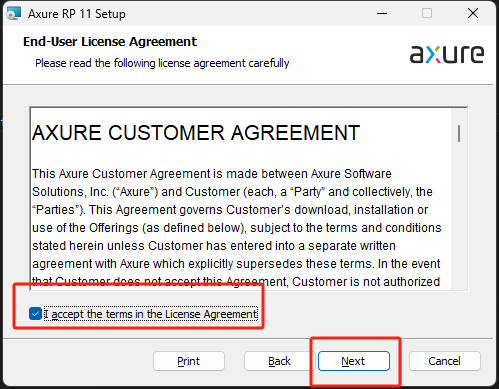 Axure RP 11 Setup
End-User License Agreement
Please read the following license agreement carefully
axure
AXURE CUSTOMER AGREEMENT
This Axure Customer Agreement is made between Axure Software
Solutions, Inc. (“Axure”) and Customer (each, a “Party” and collectively, the
“Parties”). This Agreement governs Customer’s download, installation or
use of the Offerings (as defined below), subject to the terms and conditions
stated herein unless Customer has entered into a separate written
agreement with Axure which explicitly supersedes these terms. In the event
that Customer does not accept this Agreement, Customer is not authorized
I accept the terms in the License Agreement
Print Back Next Cancel